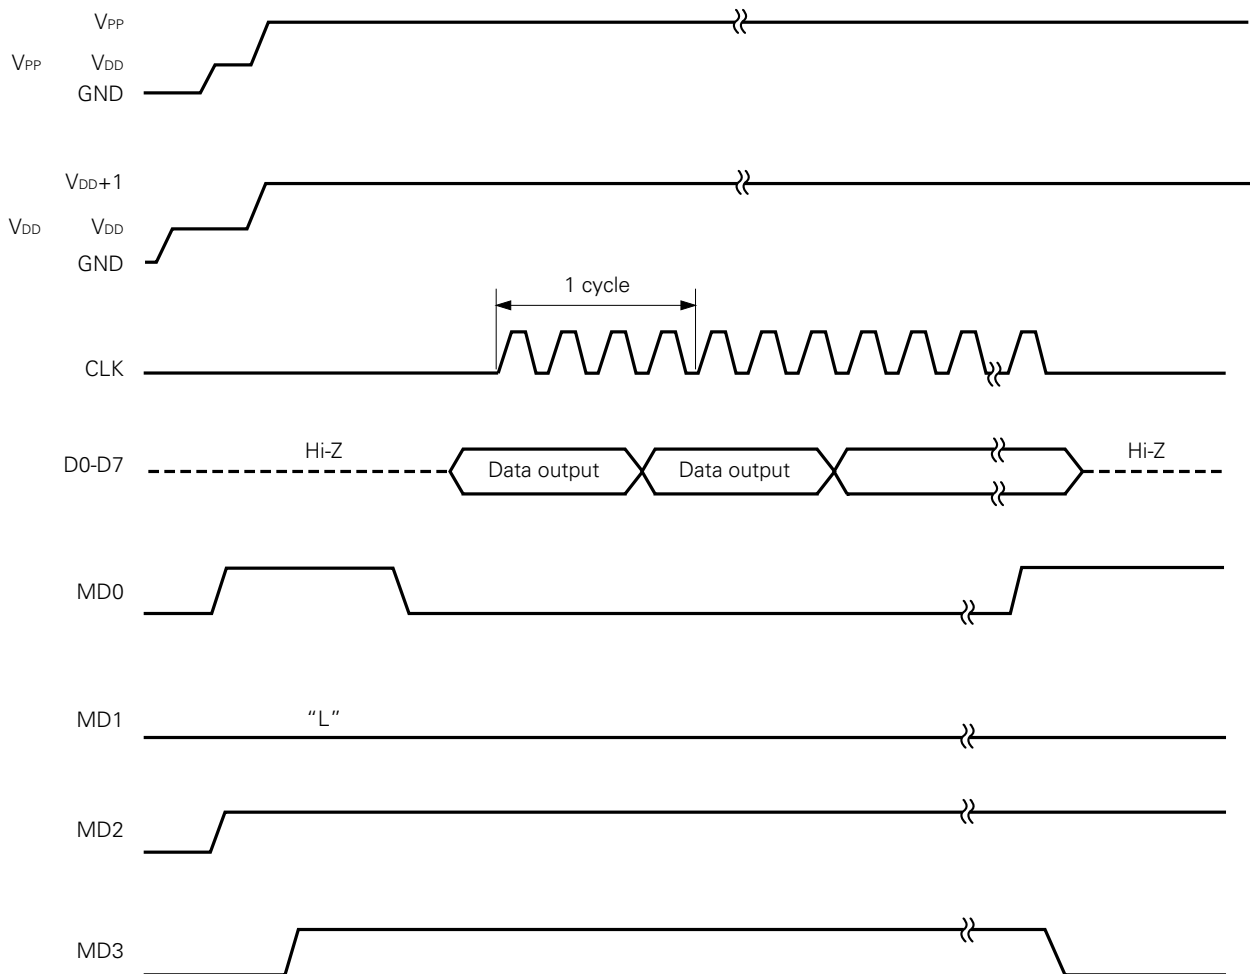 VPP
VPP VDD
GND
VDD+1
VDD VDD
GND
1 cycle
CLK
Hi-Z Hi-Z
D0-D7 Data output Data output
MD0
MD1 “L”
MD2
MD3